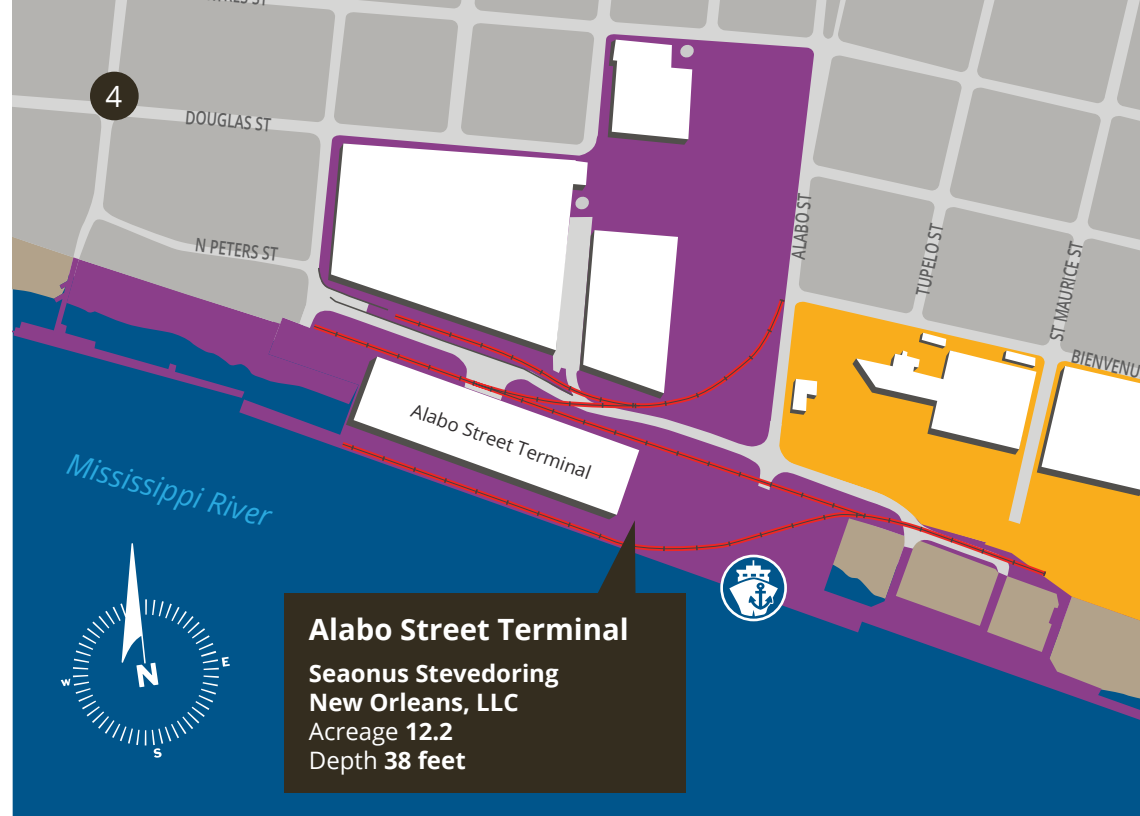 4
DOUGLAS ST
N PETERS ST
ALABO ST
TUPELO ST
ST MAURICE ST
BIENVENU
Alabo Street Terminal
Mississippi River
N
E
S
W
Alabo Street Terminal
Seaonus Stevedoring
New Orleans, LLC
Acreage 12.2
Depth 38 feet